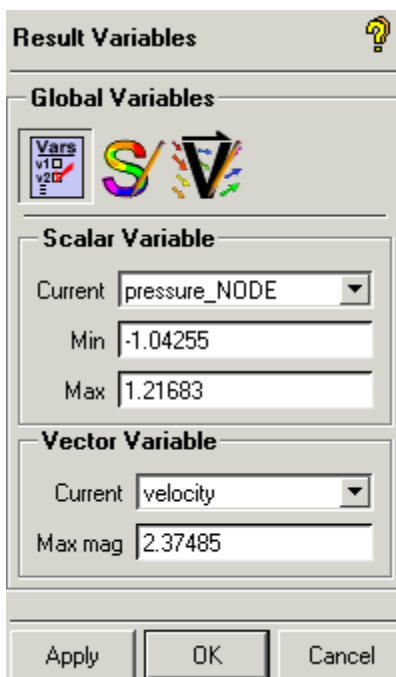 Result Variables
Global Variables
Vars
v1
v2
S V
Scalar Variable
Current pressure_NODE
Min -1.04255
Max 1.21683
Vector Variable
Current velocity
Max mag 2.37485
Apply OK Cancel